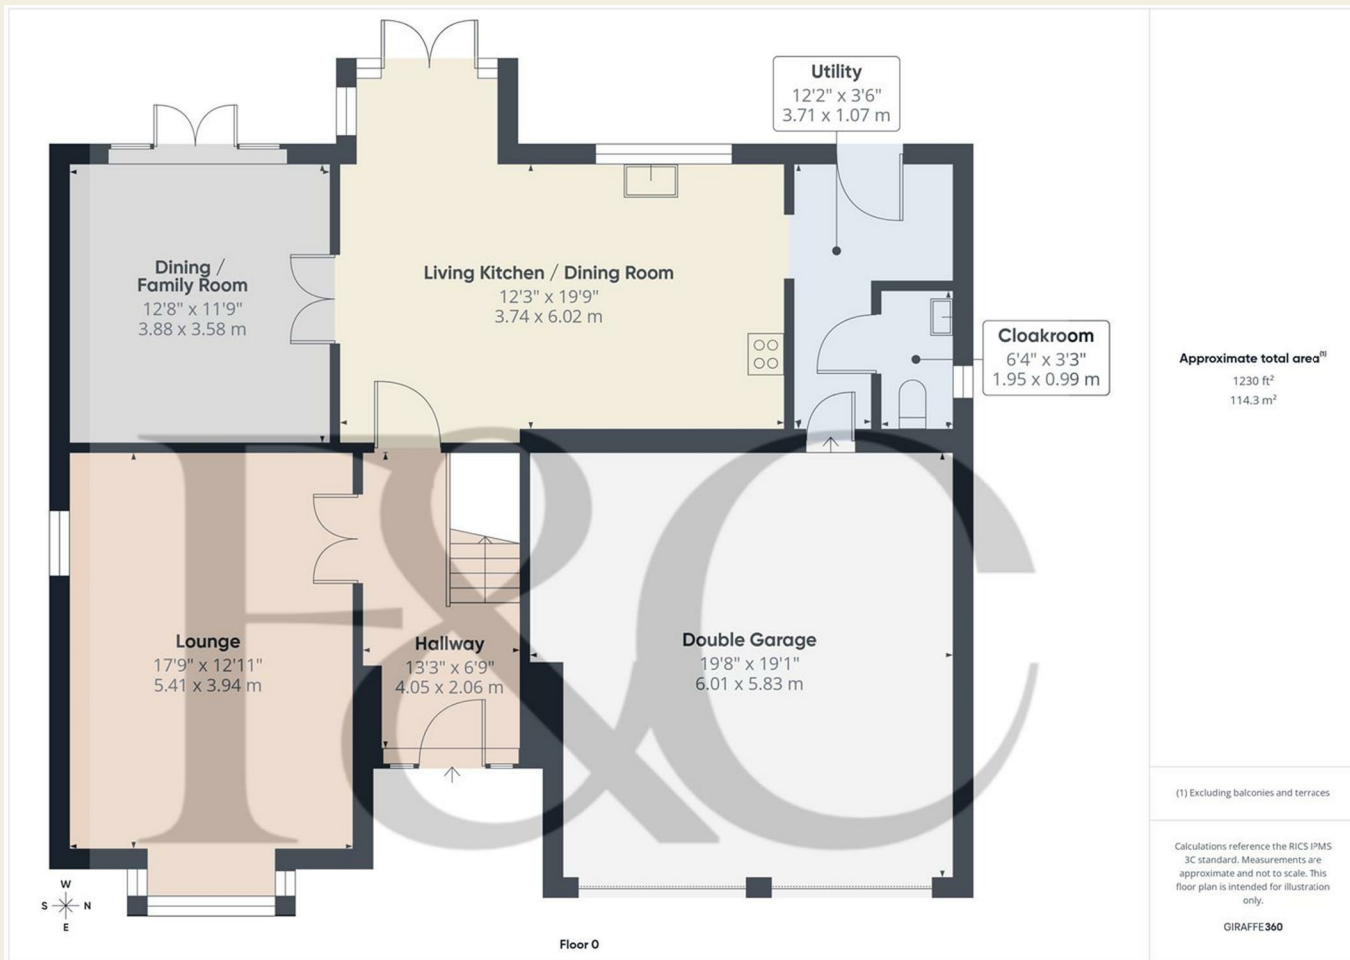 Utility
12'2" x 3'6"
3.71 x 1.07 m
Dining /
Family Room
12'8" x 11'9"
3.88 x 3.58 m
Living Kitchen / Dining Room
12'3" x 19'9"
3.74 x 6.02 m
Cloakroom
6'4" x 3'3"
1.95 x 0.99 m
Approximate total area(1)
1230 ft²
114.3 m²
Lounge
17'9" x 12'11"
5.41 x 3.94 m
Hallway
13'3" x 6'9"
4.05 x 2.06 m
Double Garage
19'8" x 19'1"
6.01 x 5.83 m
F&C
(1) Excluding balconies and terraces
Calculations reference the RICS IPMS
3C standard. Measurements are
approximate and not to scale. This
floor plan is intended for illustration
only.
GIRAFFE360
W
S N
E
Floor 0